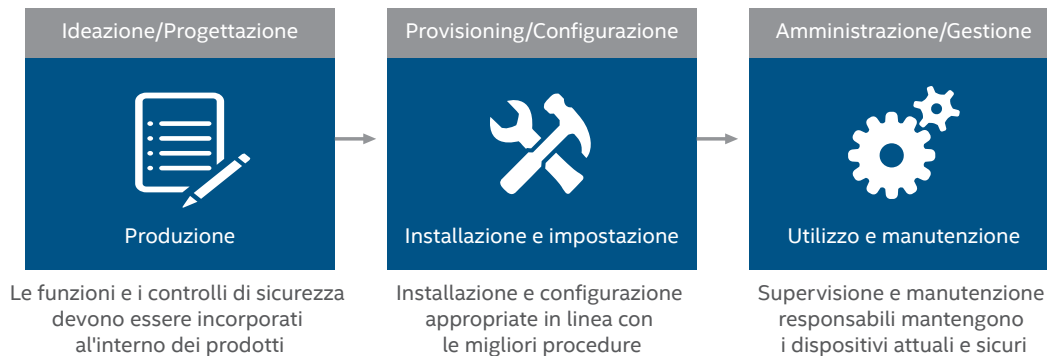 Ideazione/Progettazione
Produzione
Le funzioni e i controlli di sicurezza
devono essere incorporati
al'interno dei prodotti
Provisioning/Configurazione
Installazione e impostazione
Installazione e configurazione
appropriate in linea con
le migliori procedure
Amministrazione/Gestione
Utilizzo e manutenzione
Supervisione e manutenzione
responsabili mantengono
i dispositivi attuali e sicuri